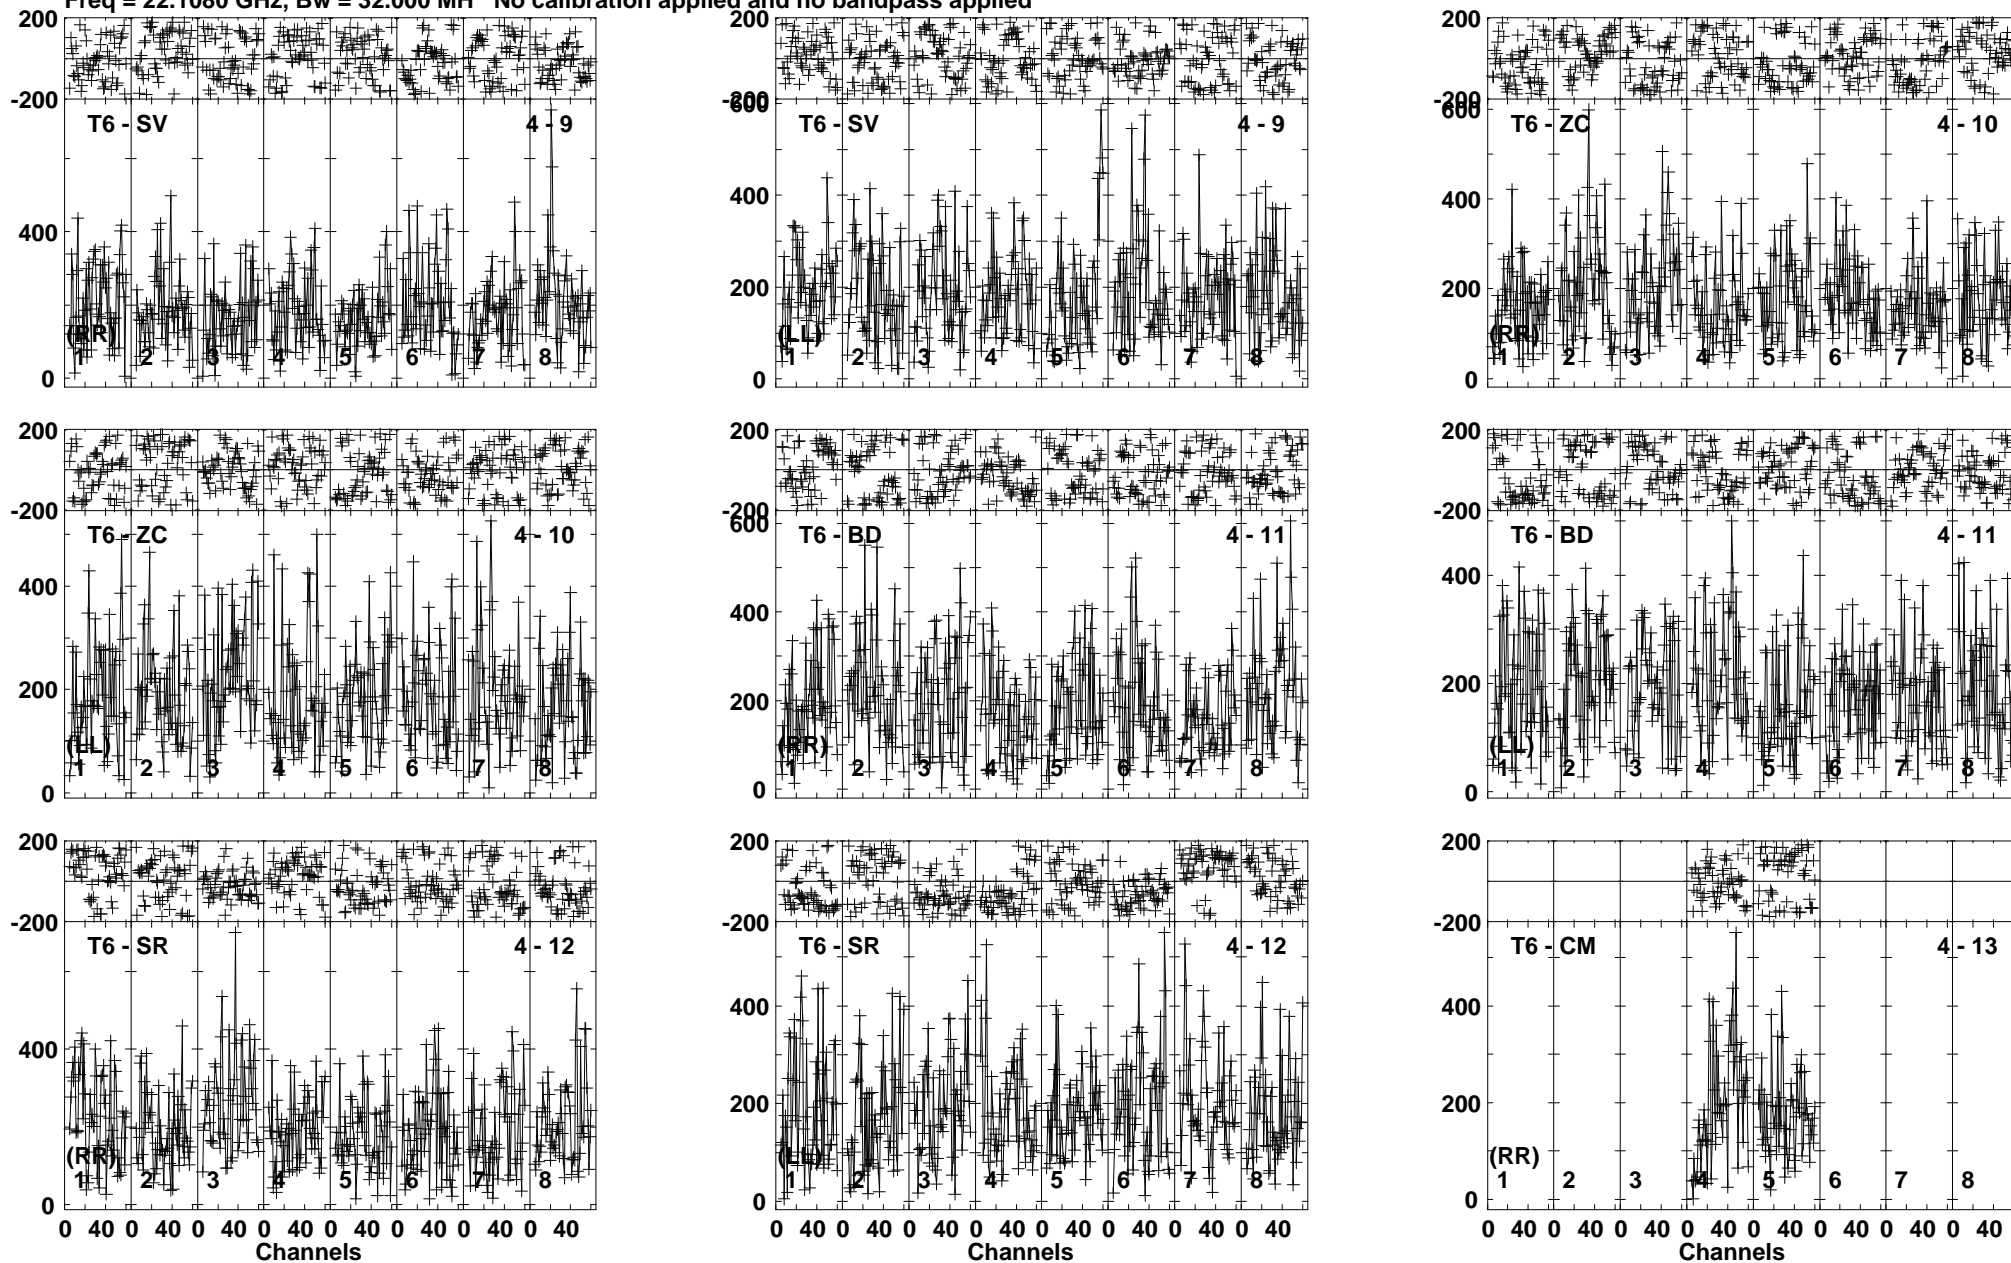 Freq = 22.1080 GHz, Bw = 32.000 MH No calibration applied and no bandpass applied
200 200 200
-200 -200 -200
T6 - SV 4 - 9 600 T6 - SV 4 - 9 600 T6 - ZC 4 - 10
400 400 400
200 200
(RR) (LL) (RR)
1 2 3 4 5 6 7 8 1 2 3 4 5 6 7 8 1 2 3 4 5 6 7 8
0 0 0
200 200 200
-200 -200 -200
T6 - ZC 4 - 10 600 T6 - BD 4 - 11 T6 - BD 4 - 11
400 400 400
200 200 200
(LL) (RR) (LL)
1 2 3 4 5 6 7 8 1 2 3 4 5 6 7 8 1 2 3 4 5 6 7 8
0 0 0
200 200 200
-200 -200 -200
T6 - SR 4 - 12 T6 - SR 4 - 12 T6 - CM 4 - 13
400 400 400
200 200
(RR) (LL) (RR)
1 2 3 4 5 6 7 8 1 2 3 4 5 6 7 8 1 2 3 4 5 6 7 8
0 0 0
0 40 0 40 0 40 0 40 0 40 0 40 0 40 0 40 0 40 0 40 0 40 0 40 0 40 0 40 0 40 0 40 0 40 0 40 0 40 0 40 0 40 0 40 0 40 0 40
Channels Channels Channels